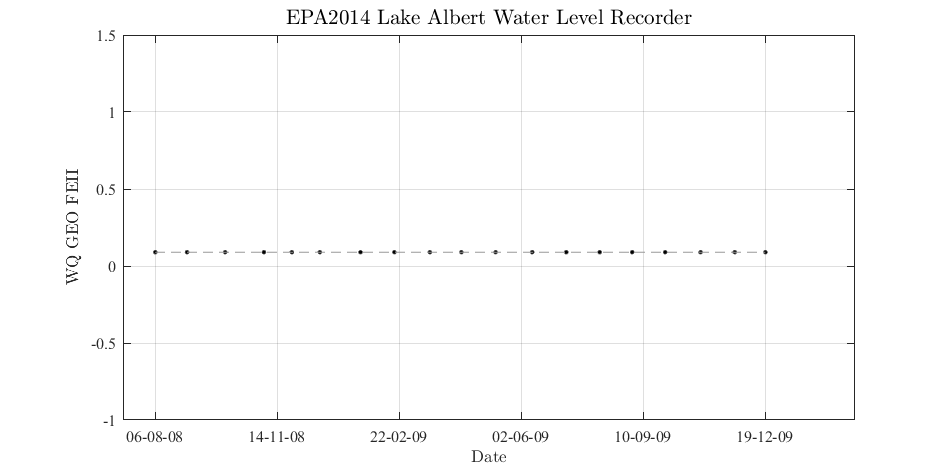 EPA2014 Lake Albert Water Level Recorder
1.5
1
0.5
0
-0.5
-1
WQ GEO FEII
06-08-08 14-11-08 22-02-09 02-06-09 10-09-09 19-12-09
Date